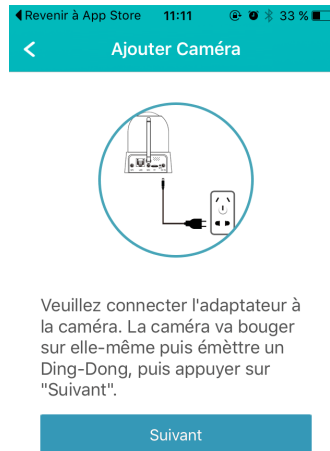 Revenir à App Store 11:11 33 %
Ajouter Caméra
Veuillez connecter l'adaptateur à
la caméra. La caméra va bouger
sur elle-même puis émèttre un
Ding-Dong, puis appuyer sur
"Suivant".
Suivant